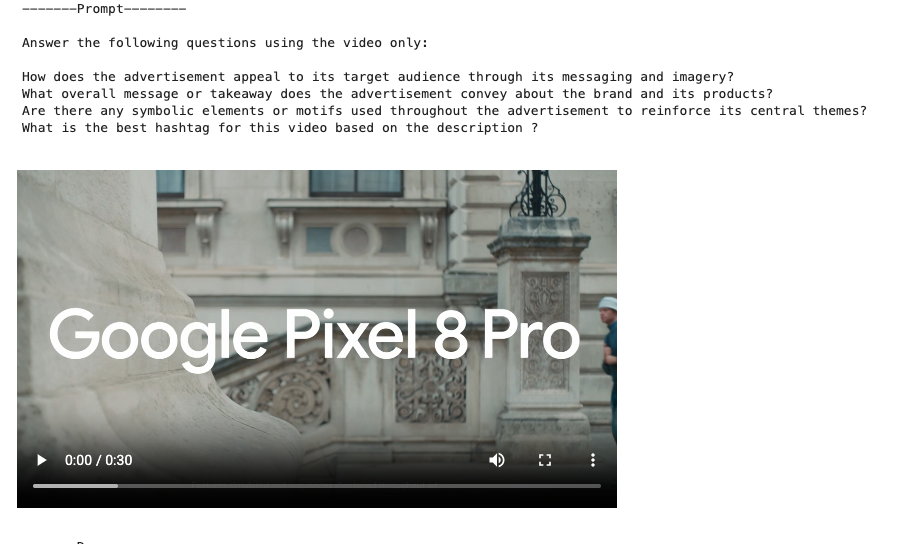 ———————Prompt————————
Answer the following questions using the video only:
How does the advertisement appeal to its target audience through its messaging and imagery?
What overall message or takeaway does the advertisement convey about the brand and its products?
Are there any symbolic elements or motifs used throughout the advertisement to reinforce its central themes?
What is the best hashtag for this video based on the description ?
Google Pixel 8 Pro
0:00 / 0:30